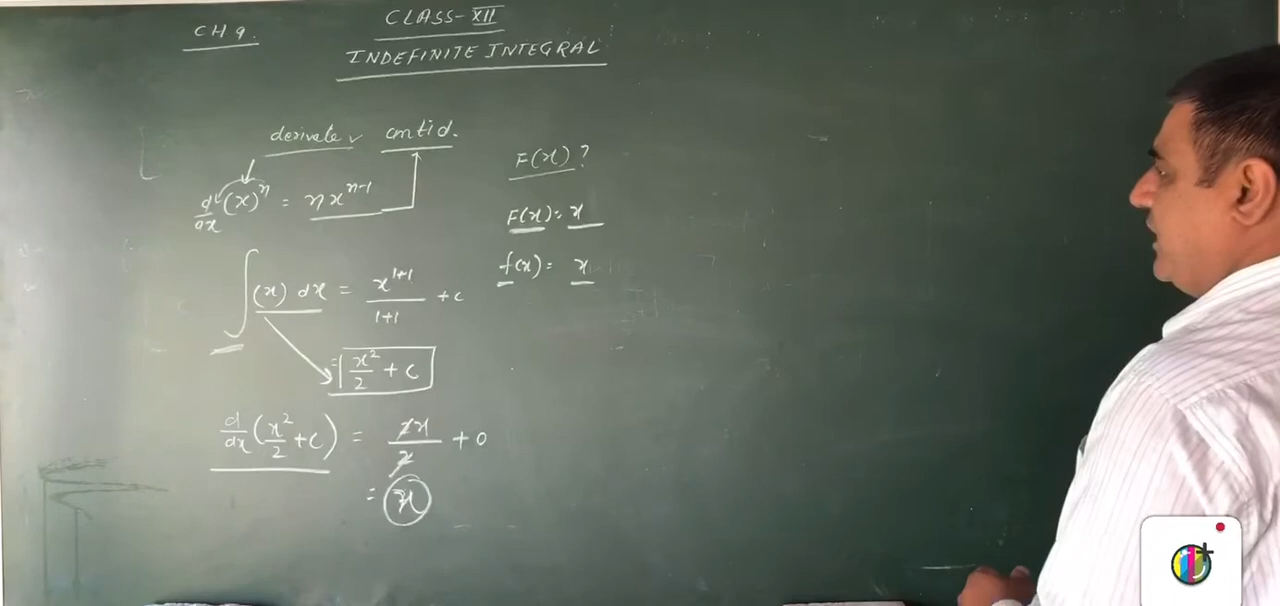 CH 9.
CLASS-XII
INDEFINITE INTEGRAL
derivate antid.
d/dx (x)^n = nx^(n-1)
∫(x) dx = x^(1+1)/(1+1) + c
= x²/2 + c
d/dx (x²/2 + c) = 2x/2 + 0
= x
F(x)?
F(x) = x
f(x) = x